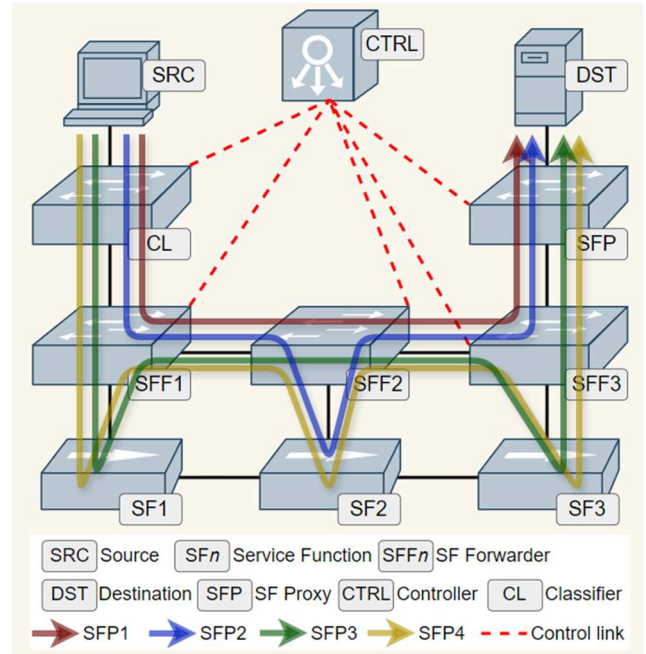 SRC
CTRL
DST
CL
SFP
SFF1
SFF2
SFF3
SF1
SF2
SF3
SRC Source SFn Service Function SFFn SF Forwarder
DST Destination SFP SF Proxy CTRL Controller CL Classifier
SFP1 SFP2 SFP3 SFP4 Control link